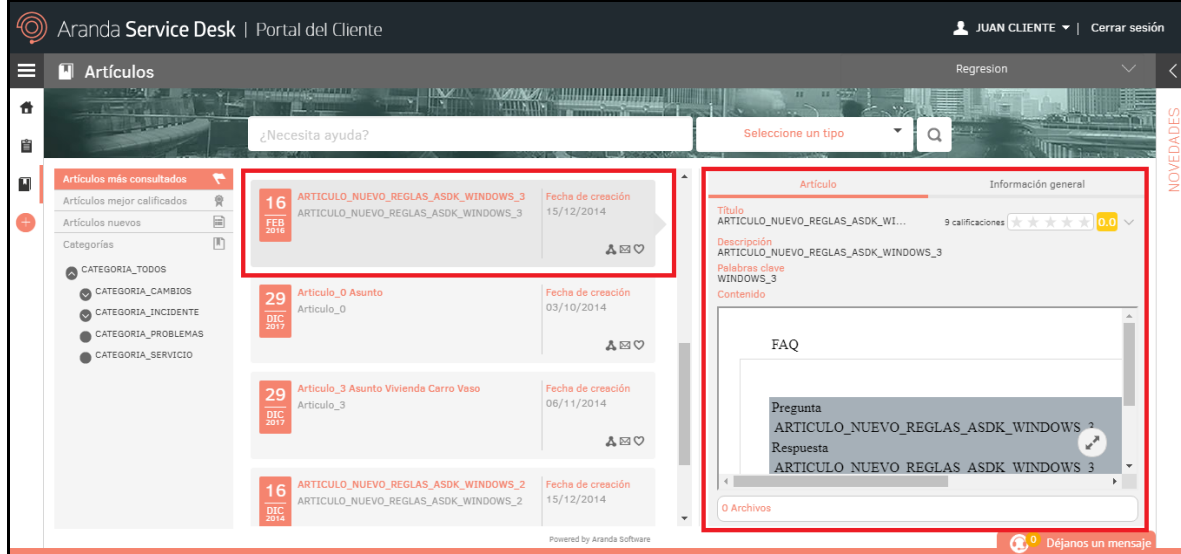 Aranda Service Desk | Portal del Cliente
JUAN CLIENTE | Cerrar sesión
Artículos
Regresion
NOVEDADES
¿Necesita ayuda?
Seleccione un tipo
Artículos más consultados
Artículos mejor calificados
Artículos nuevos
Categorías
CATEGORIA_TODOS
CATEGORIA_CAMBIOS
CATEGORIA_INCIDENTE
CATEGORIA_PROBLEMAS
CATEGORIA_SERVICIO
16
FEB
2016
ARTICULO_NUEVO_REGLAS_ASDK_WINDOWS_3
ARTICULO_NUEVO_REGLAS_ASDK_WINDOWS_3
Fecha de creación
15/12/2014
29
DIC
2017
Articulo_0 Asunto
Articulo_0
Fecha de creación
03/10/2014
29
DIC
2017
Articulo_3 Asunto Vivienda Carro Vaso
Articulo_3
Fecha de creación
06/11/2014
16
DIC
2014
ARTICULO_NUEVO_REGLAS_ASDK_WINDOWS_2
ARTICULO_NUEVO_REGLAS_ASDK_WINDOWS_2
Fecha de creación
15/12/2014
Artículo
Información general
Título
ARTICULO_NUEVO_REGLAS_ASDK_WI...
9 calificaciones
0.0
Descripción
ARTICULO_NUEVO_REGLAS_ASDK_WINDOWS_3
Palabras clave
WINDOWS_3
Contenido
FAQ
Pregunta
ARTICULO_NUEVO_REGLAS_ASDK_WINDOWS_3
Respuesta
ARTICULO_NUEVO_REGLAS_ASDK_WINDOWS_3
0 Archivos
Powered by Aranda Software
0
Déjanos un mensaje